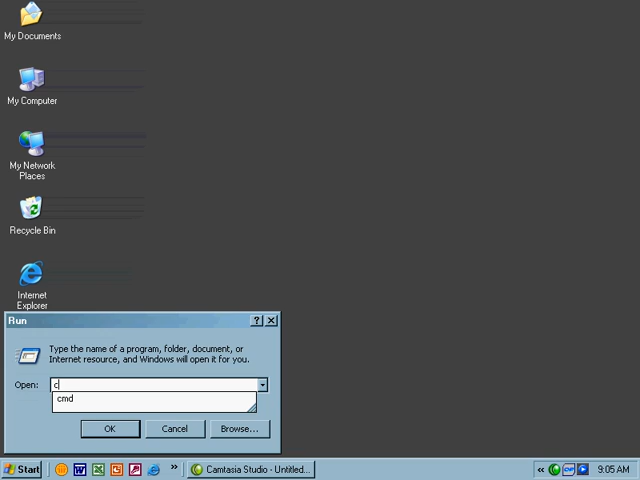 My Documents
My Computer
My Network
Places
Recycle Bin
Internet
Explorer
Run
Type the name of a program, folder, document, or
Internet resource, and Windows will open it for you.
Open:
c
cmd
OK
Cancel
Browse...
Start
Camtasia Studio - Untitled...
9:05 AM